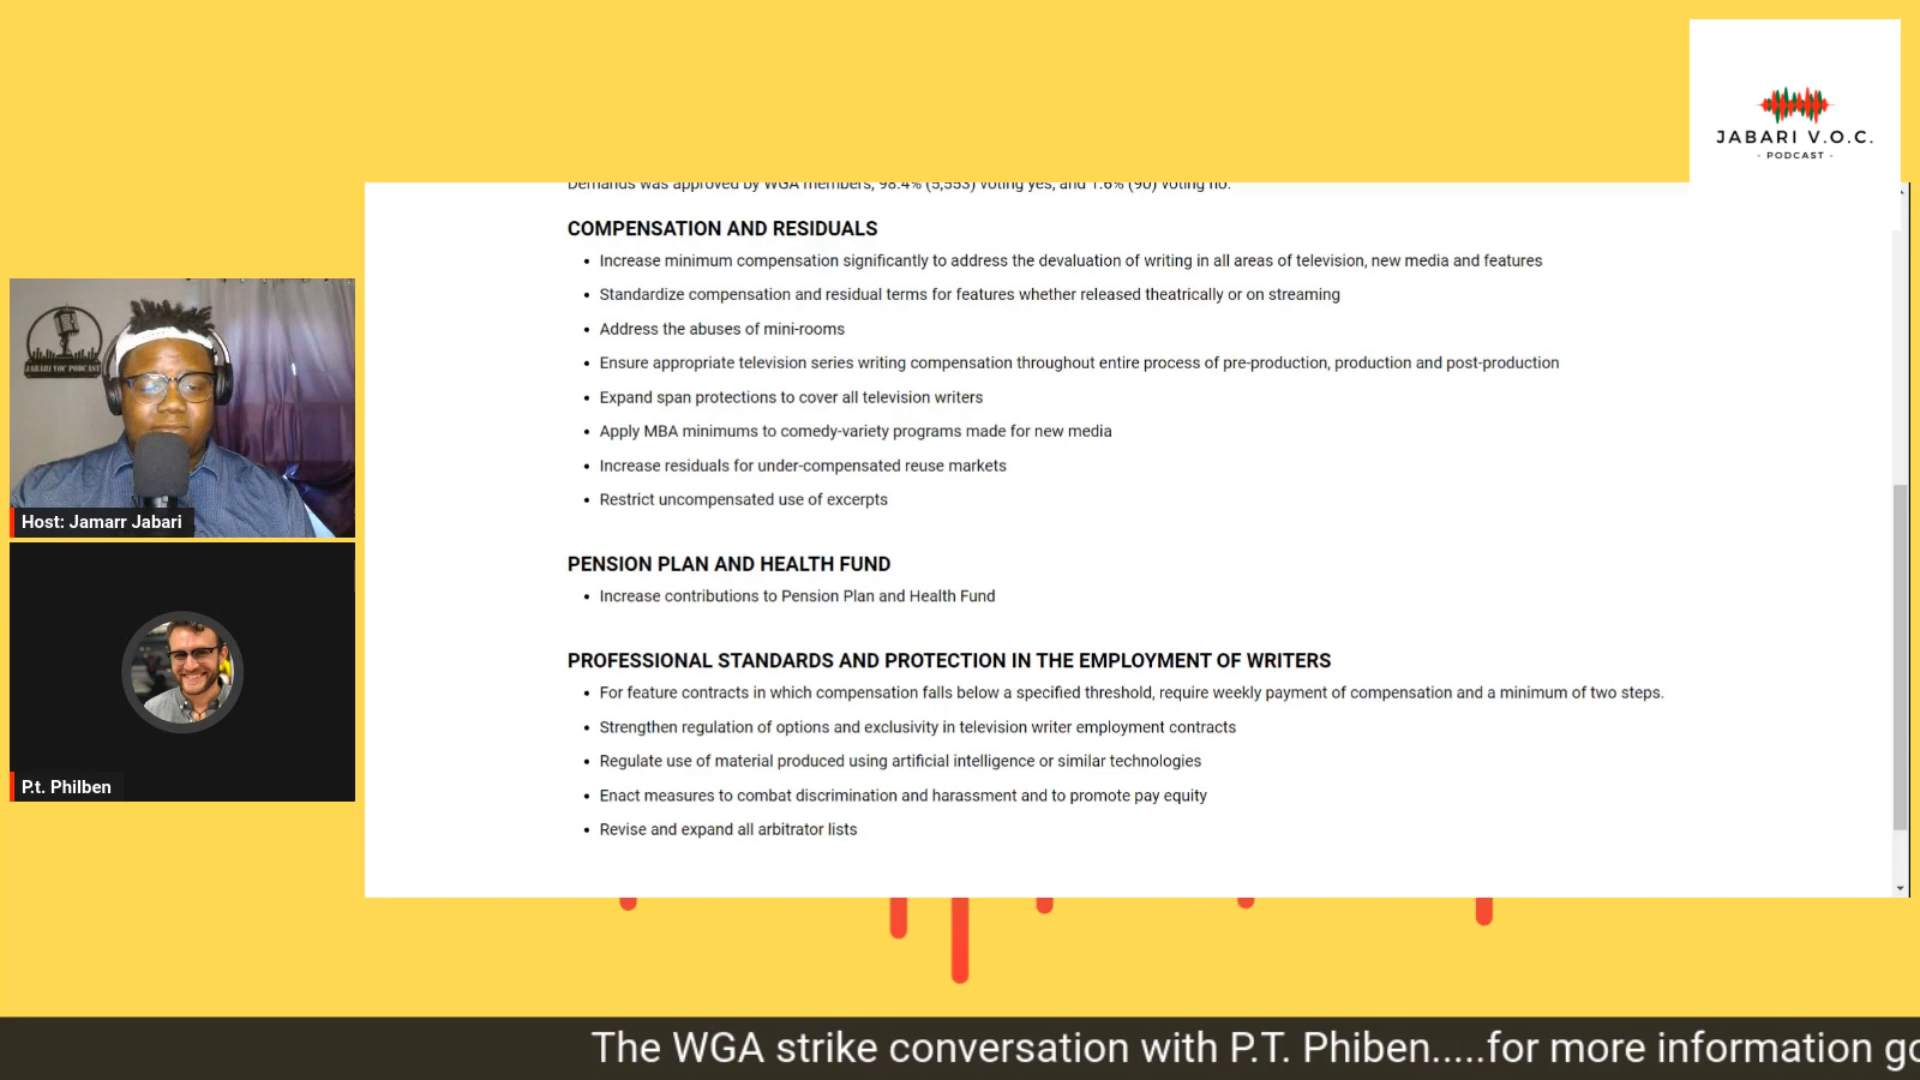 JABARI V.O.C.
- PODCAST -
Demands was approved by WGA members, 98.4% (5,553) voting yes, and 1.6% (90) voting no.
COMPENSATION AND RESIDUALS
• Increase minimum compensation significantly to address the devaluation of writing in all areas of television, new media and features
• Standardize compensation and residual terms for features whether released theatrically or on streaming
• Address the abuses of mini-rooms
• Ensure appropriate television series writing compensation throughout entire process of pre-production, production and post-production
• Expand span protections to cover all television writers
• Apply MBA minimums to comedy-variety programs made for new media
• Increase residuals for under-compensated reuse markets
• Restrict uncompensated use of excerpts
PENSION PLAN AND HEALTH FUND
• Increase contributions to Pension Plan and Health Fund
PROFESSIONAL STANDARDS AND PROTECTION IN THE EMPLOYMENT OF WRITERS
• For feature contracts in which compensation falls below a specified threshold, require weekly payment of compensation and a minimum of two steps.
• Strengthen regulation of options and exclusivity in television writer employment contracts
• Regulate use of material produced using artificial intelligence or similar technologies
• Enact measures to combat discrimination and harassment and to promote pay equity
• Revise and expand all arbitrator lists
JABARI VOC PODCAST
Host: Jamarr Jabari
P.t. Philben
The WGA strike conversation with P.T. Phiben.....for more information go